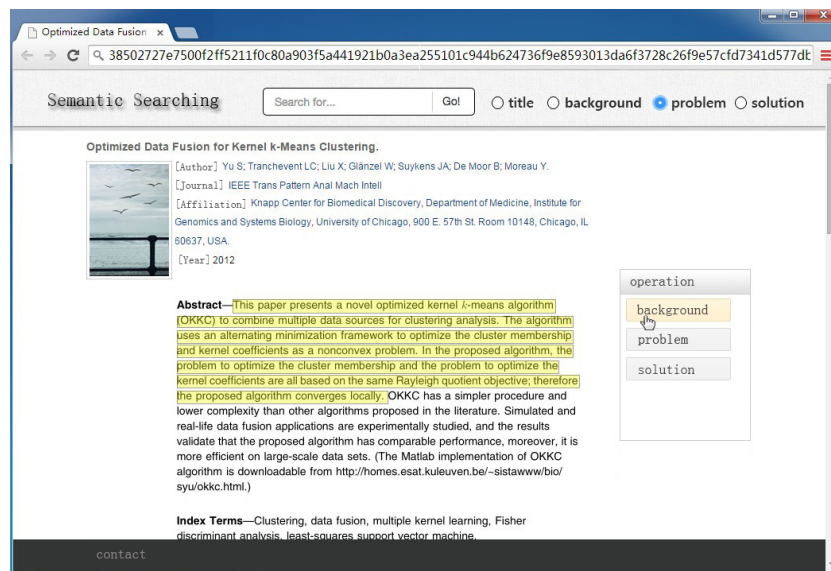 Optimized Data Fusion x
38502727e7500f2ff5211f0c80a903f5a441921b0a3ea255101c944b624736f9e8593013da6f3728c26f9e57cfd7341d577db
Semantic Searching Search for... Go! title background problem solution
Optimized Data Fusion for Kernel k-Means Clustering.
[Author] Yu S; Tranchevent LC; Liu X; Glänzel W; Suykens JA; De Moor B; Moreau Y.
[Journal] IEEE Trans Pattern Anal Mach Intell
[Affiliation] Knapp Center for Biomedical Discovery, Department of Medicine, Institute for
Genomics and Systems Biology, University of Chicago, 900 E. 57th St. Room 10148, Chicago, IL
60637, USA.
[Year] 2012
operation
background
problem
solution
Abstract—This paper presents a novel optimized kernel k-means algorithm
(OKKC) to combine multiple data sources for clustering analysis. The algorithm
uses an alternating minimization framework to optimize the cluster membership
and kernel coefficients as a nonconvex problem. In the proposed algorithm, the
problem to optimize the cluster membership and the problem to optimize the
kernel coefficients are all based on the same Rayleigh quotient objective; therefore
the proposed algorithm converges locally. OKKC has a simpler procedure and
lower complexity than other algorithms proposed in the literature. Simulated and
real-life data fusion applications are experimentally studied, and the results
validate that the proposed algorithm has comparable performance, moreover, it is
more efficient on large-scale data sets. (The Matlab implementation of OKKC
algorithm is downloadable from http://homes.esat.kuleuven.be/~sistawww/bio/
syu/okkc.html.)
Index Terms—Clustering, data fusion, multiple kernel learning, Fisher
discriminant analysis, least-squares support vector machine.
contact